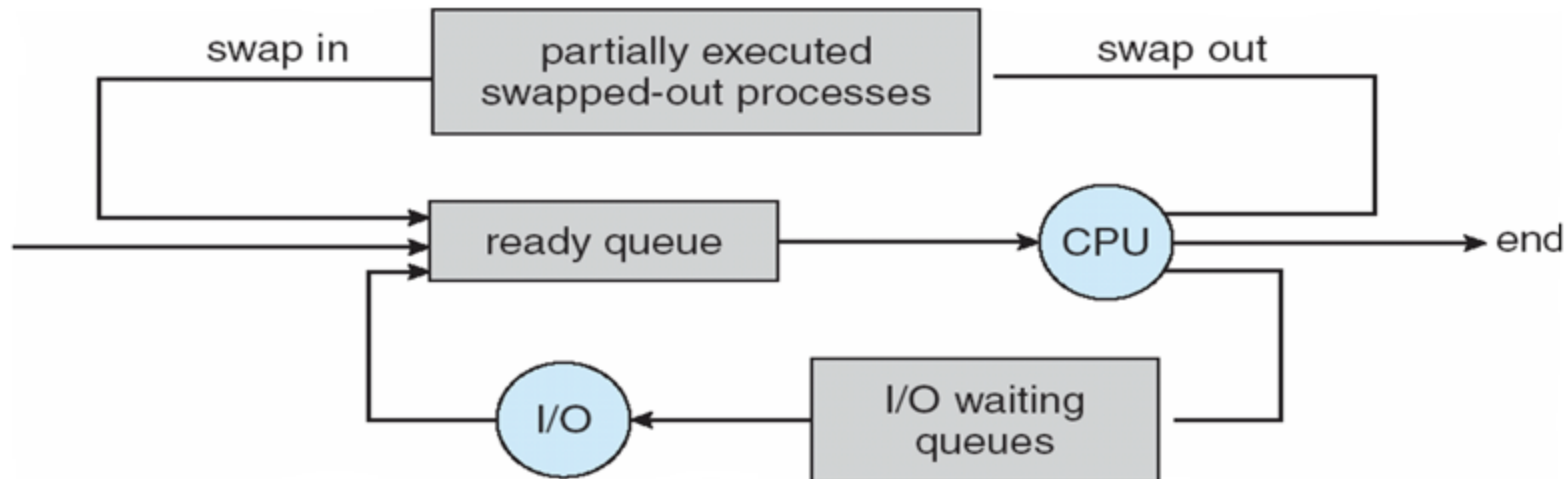 swap in
partially executed
swapped-out processes
swap out
ready queue
CPU
end
I/O
I/O waiting
queues